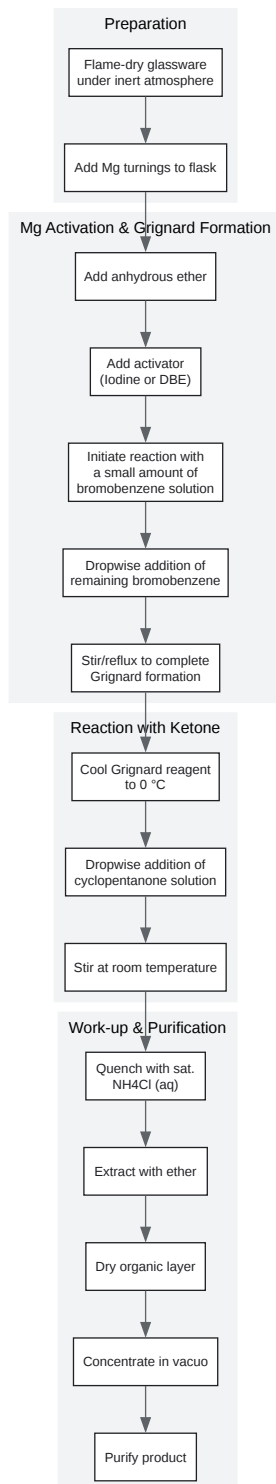 Preparation
Flame-dry glassware
under inert atmosphere
Add Mg turnings to flask
Mg Activation & Grignard Formation
Add anhydrous ether
Add activator
(Iodine or DBE)
Initiate reaction with
a small amount of
bromobenzene solution
Dropwise addition of
remaining bromobenzene
Stir/reflux to complete
Grignard formation
Reaction with Ketone
Cool Grignard reagent
to 0 °C
Dropwise addition of
cyclopentanone solution
Stir at room temperature
Work-up & Purification
Quench with sat.
NH4Cl (aq)
Extract with ether
Dry organic layer
Concentrate in vacuo
Purify product